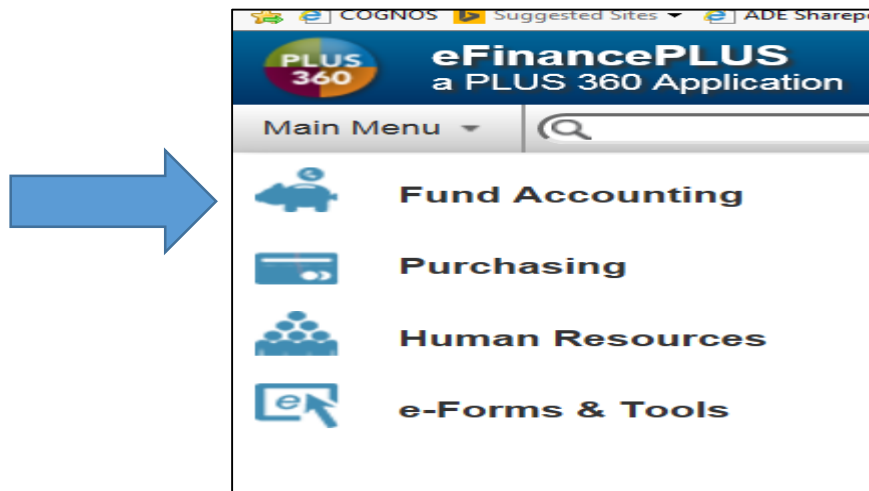 COGNOS Suggested Sites ADE Sharep
PLUS 360
eFinancePLUS
a PLUS 360 Application
Main Menu
Fund Accounting
Purchasing
Human Resources
e
e-Forms & Tools